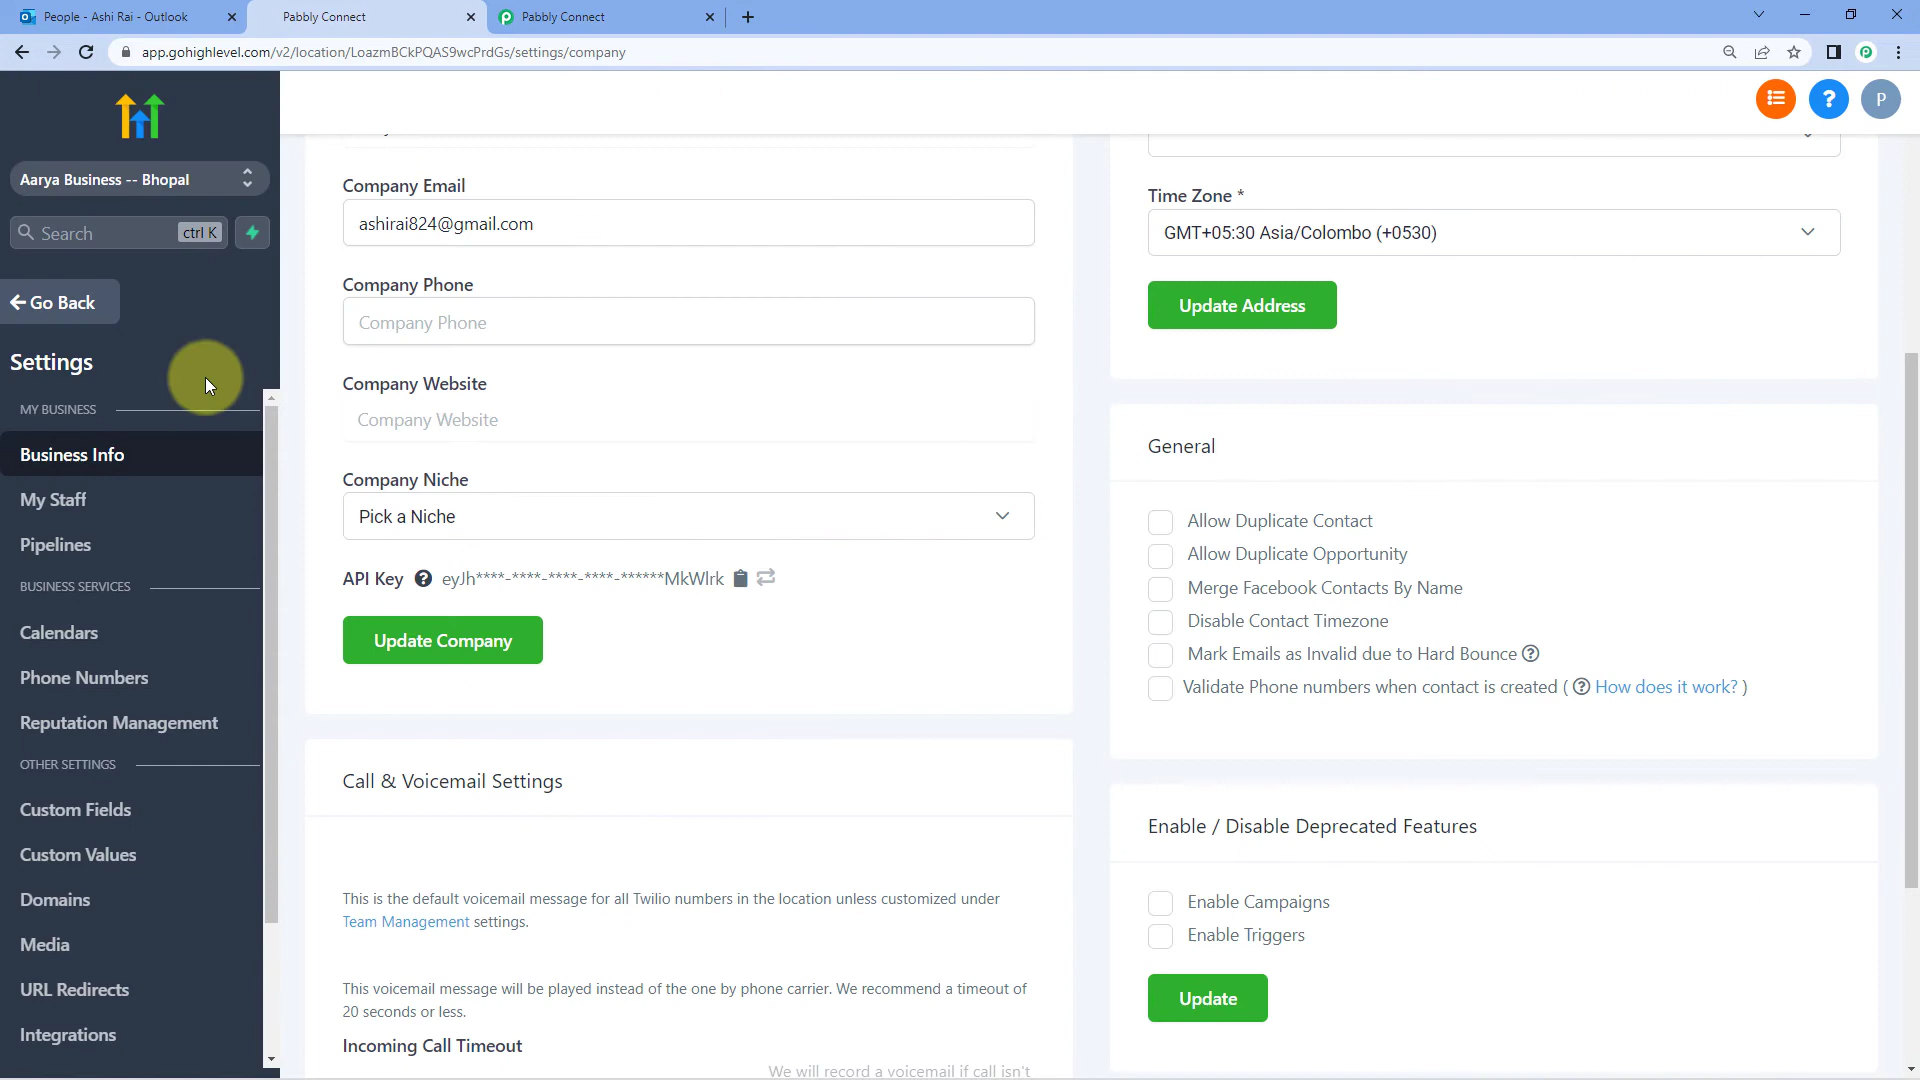 People - Ashi Rai - Outlook
Pabbly Connect
Pabbly Connect
app.gohighlevel.com/v2/location/LoazmBCkPQAS9wcPrdGs/settings/company
P
Aarya Business -- Bhopal
Search
ctrl K
Go Back
Settings
MY BUSINESS
Business Info
My Staff
Pipelines
BUSINESS SERVICES
Calendars
Phone Numbers
Reputation Management
OTHER SETTINGS
Custom Fields
Custom Values
Domains
Media
URL Redirects
Integrations
Company Email
ashirai824@gmail.com
Company Phone
Company Phone
Company Website
Company Website
Company Niche
Pick a Niche
API Key ? eyJh****-****-****-****-******MkWlrk
Update Company
Call & Voicemail Settings
This is the default voicemail message for all Twilio numbers in the location unless customized under
Team Management settings.
This voicemail message will be played instead of the one by phone carrier. We recommend a timeout of
20 seconds or less.
Incoming Call Timeout
We will record a voicemail if call isn't
Time Zone *
GMT+05:30 Asia/Colombo (+0530)
Update Address
General
Allow Duplicate Contact
Allow Duplicate Opportunity
Merge Facebook Contacts By Name
Disable Contact Timezone
Mark Emails as Invalid due to Hard Bounce ?
Validate Phone numbers when contact is created ( ? How does it work? )
Enable / Disable Deprecated Features
Enable Campaigns
Enable Triggers
Update